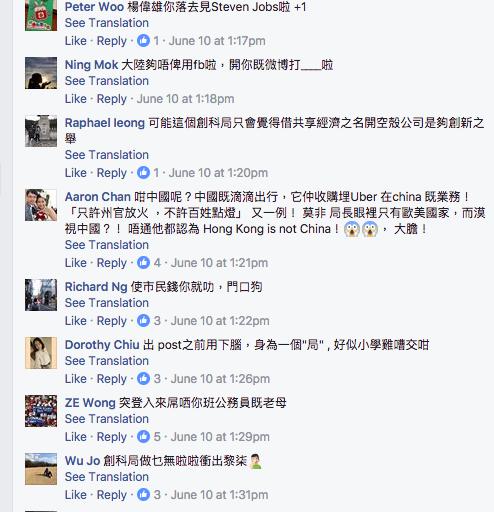 Peter Woo 楊偉雄你落去見Steven Jobs啦 +1
See Translation
Like · Reply · 1 · June 10 at 1:17pm
Ning Mok 大陸夠唔俾用fb啦，開你既微博打____啦
See Translation
Like · Reply · June 10 at 1:18pm
Raphael leong 可能這個創科局只會覺得借共享經濟之名開空殼公司是夠創新之
舉
See Translation
Like · Reply · 1 · June 10 at 1:20pm
Aaron Chan 咁中國呢？中國既滴滴出行，它仲收購埋Uber 在china 既業務！
「只許州官放火 ，不許百姓點燈」 又一例！ 莫非 局長眼裡只有歐美國家，而漠
視中國？！ 唔通他都認為 Hong Kong is not China！😱😱， 大膽！
See Translation
Like · Reply · 4 · June 10 at 1:21pm
Richard Ng 使市民錢你就叻，門口狗
See Translation
Like · Reply · 3 · June 10 at 1:22pm
Dorothy Chiu 出 post之前用下腦，身為一個"局" , 好似小學雞嘈交咁
See Translation
Like · Reply · 3 · June 10 at 1:26pm
ZE Wong 突登入來屌哂你班公務員既老母
See Translation
Like · Reply · 5 · June 10 at 1:29pm
Wu Jo 創科局做乜無啦啦衝出黎柒🤦
See Translation
Like · Reply · 3 · June 10 at 1:31pm